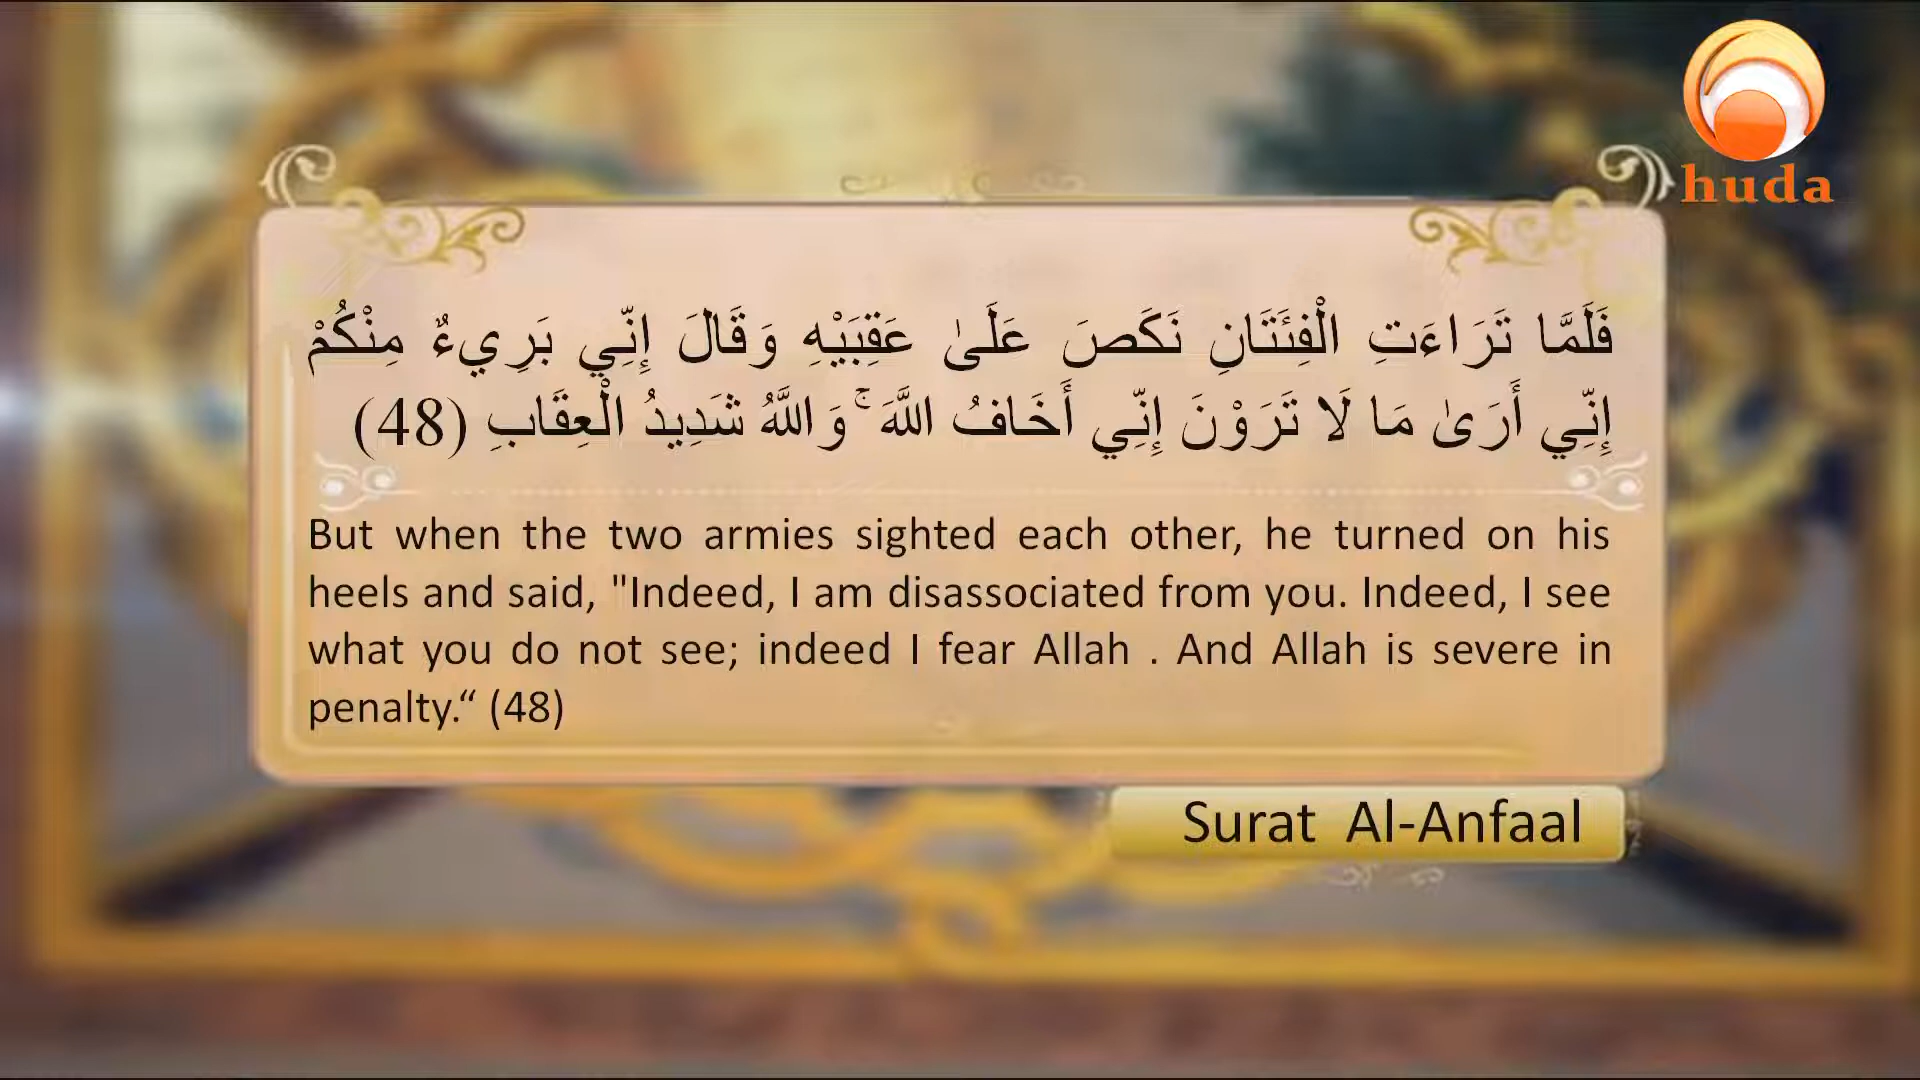 huda
فَلَمَّا تَرَاءَتِ الْفِئَتَانِ نَكَصَ عَلَىٰ عَقِبَيْهِ وَقَالَ إِنِّي بَرِيءٌ مِنْكُمْ
إِنِّي أَرَىٰ مَا لَا تَرَوْنَ إِنِّي أَخَافُ اللَّهَ ۚ وَاللَّهُ شَدِيدُ الْعِقَابِ (48)
But when the two armies sighted each other, he turned on his
heels and said, "Indeed, I am disassociated from you. Indeed, I see
what you do not see; indeed I fear Allah . And Allah is severe in
penalty.“ (48)
Surat Al-Anfaal